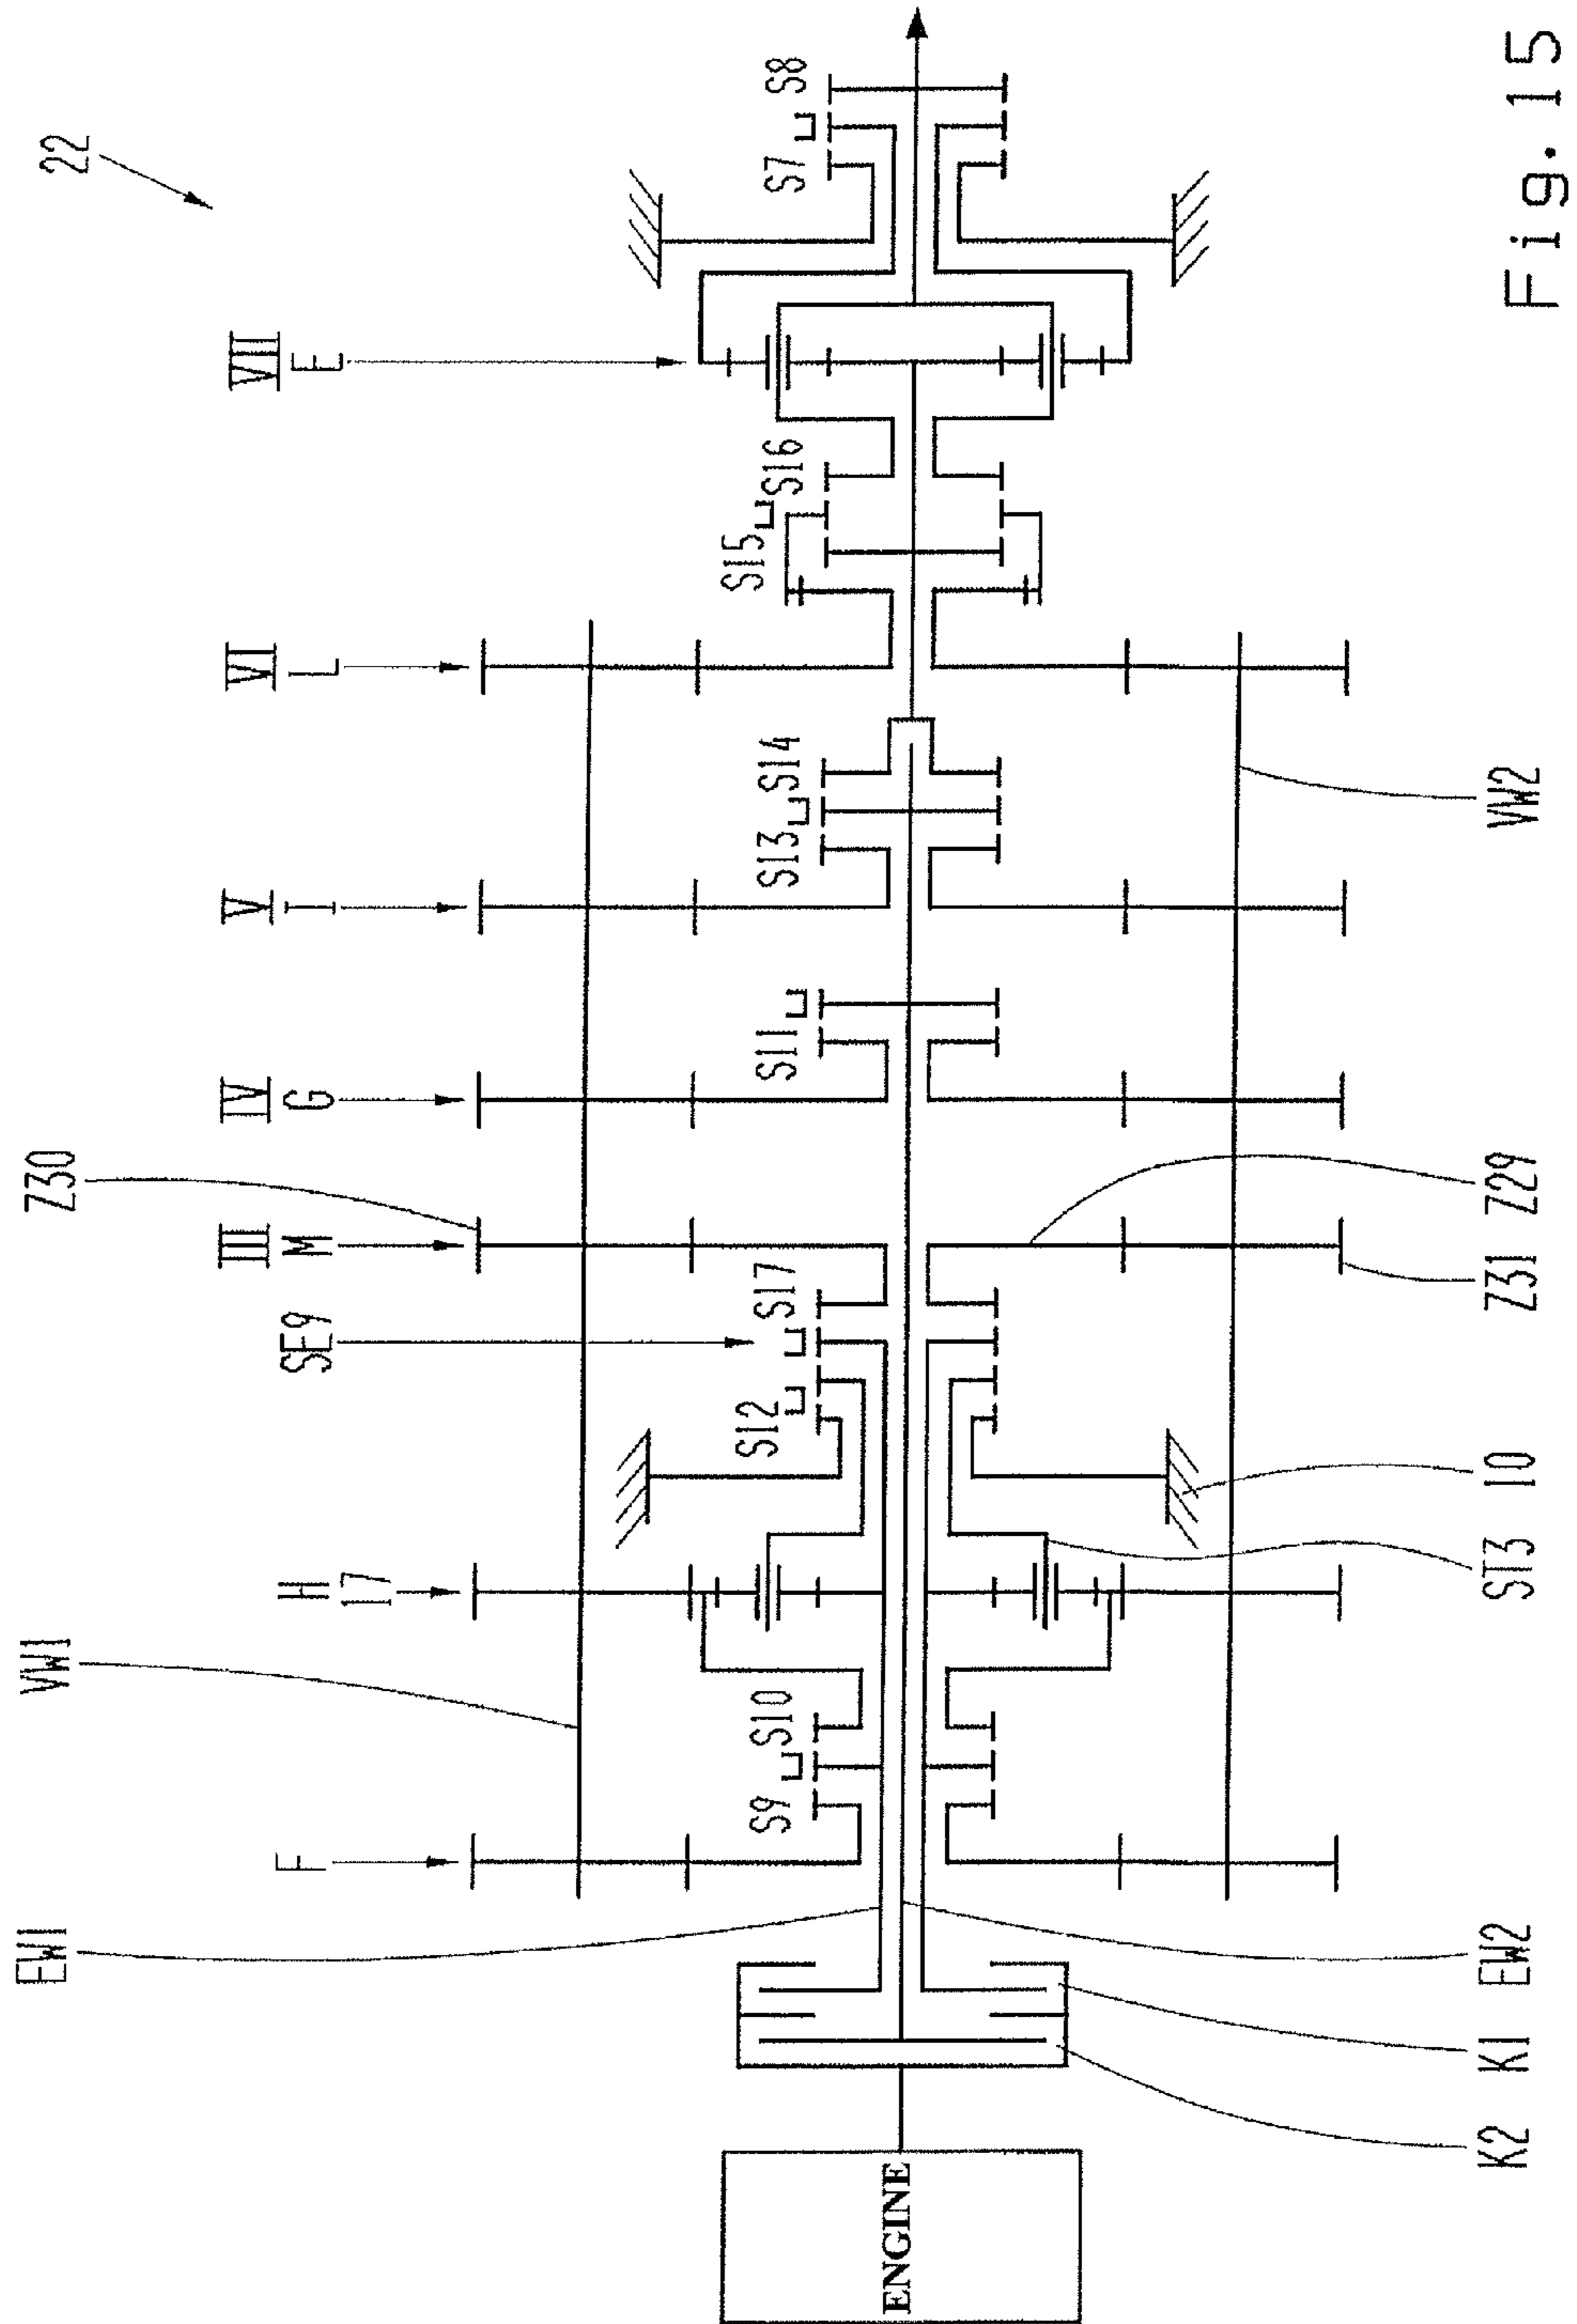 EW1 VW1 Z30 22
III IV V VI VII
F H SE9 M G I L E
17
S9 S10 S12 S17 S11 S13 S14 S15 S16 S7 S8
ENGINE
K2 K1 EW2 ST3 10 Z31 Z29 VW2
Fig. 15